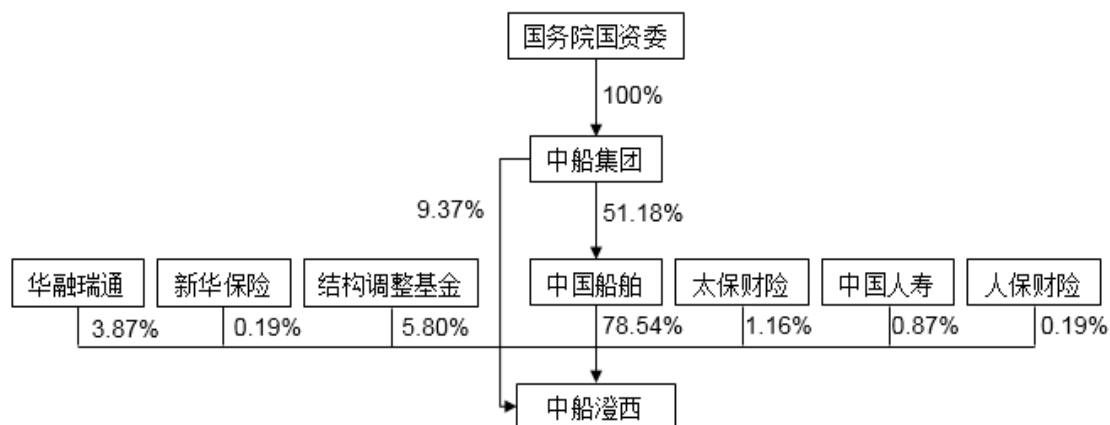 国务院国资委
100%
中船集团
9.37%
51.18%
华融瑞通
新华保险
结构调整基金
中国船舶
太保财险
中国人寿
人保财险
3.87%
0.19%
5.80%
78.54%
1.16%
0.87%
0.19%
中船澄西